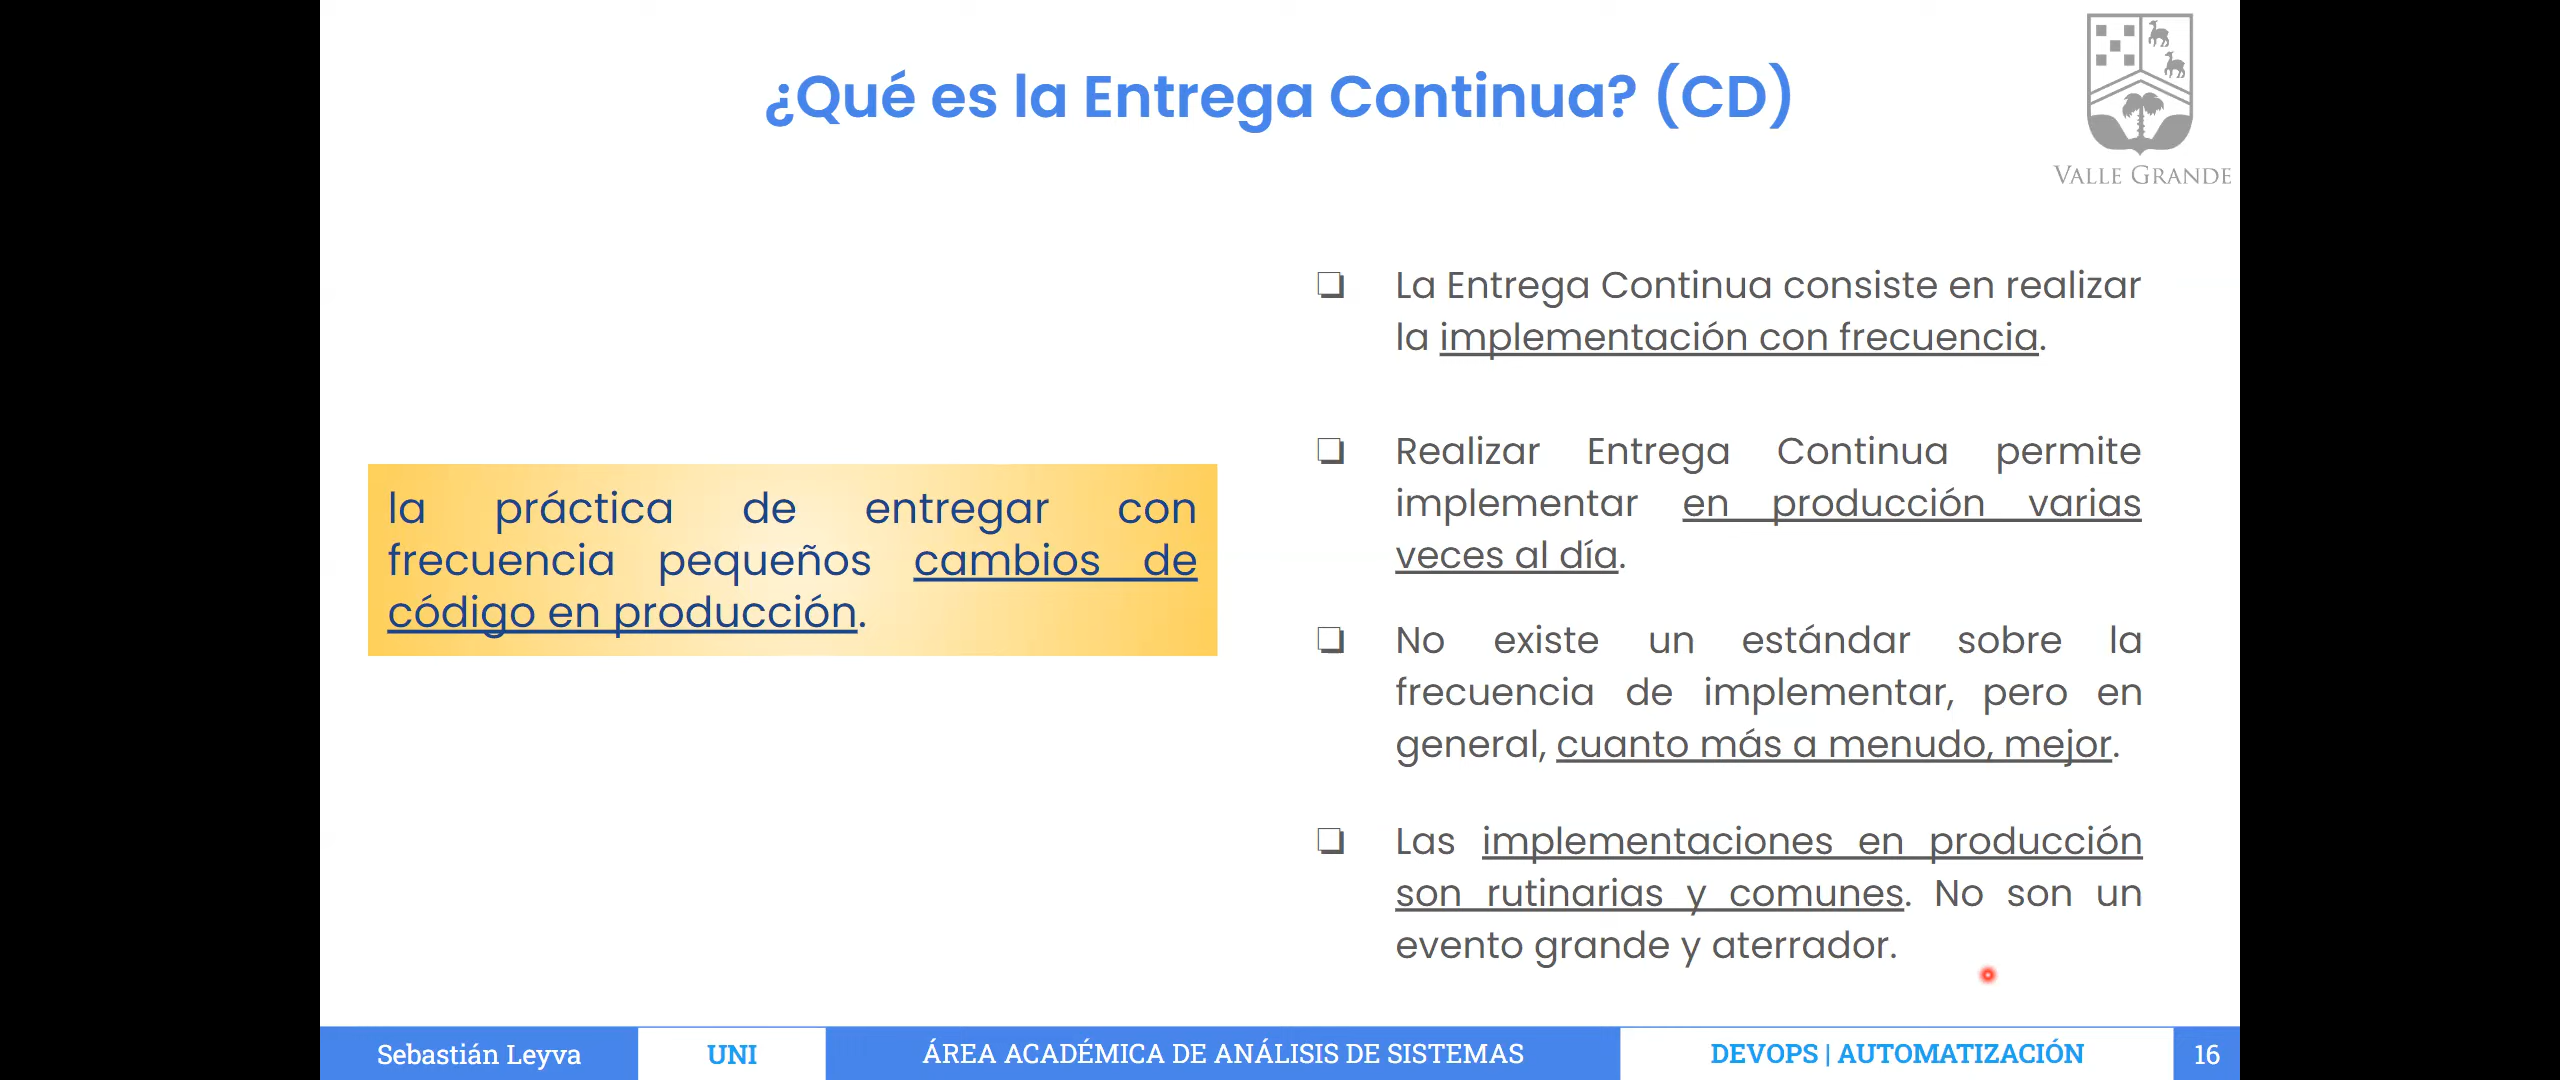 ¿Qué es la Entrega Continua? (CD)
VALLE GRANDE
la práctica de entregar con
frecuencia pequeños cambios de
código en producción.
❏ La Entrega Continua consiste en realizar
la implementación con frecuencia.
❏ Realizar Entrega Continua permite
implementar en producción varias
veces al día.
❏ No existe un estándar sobre la
frecuencia de implementar, pero en
general, cuanto más a menudo, mejor.
❏ Las implementaciones en producción
son rutinarias y comunes. No son un
evento grande y aterrador.
Sebastián Leyva
UNI
ÁREA ACADÉMICA DE ANÁLISIS DE SISTEMAS
DEVOPS | AUTOMATIZACIÓN
16